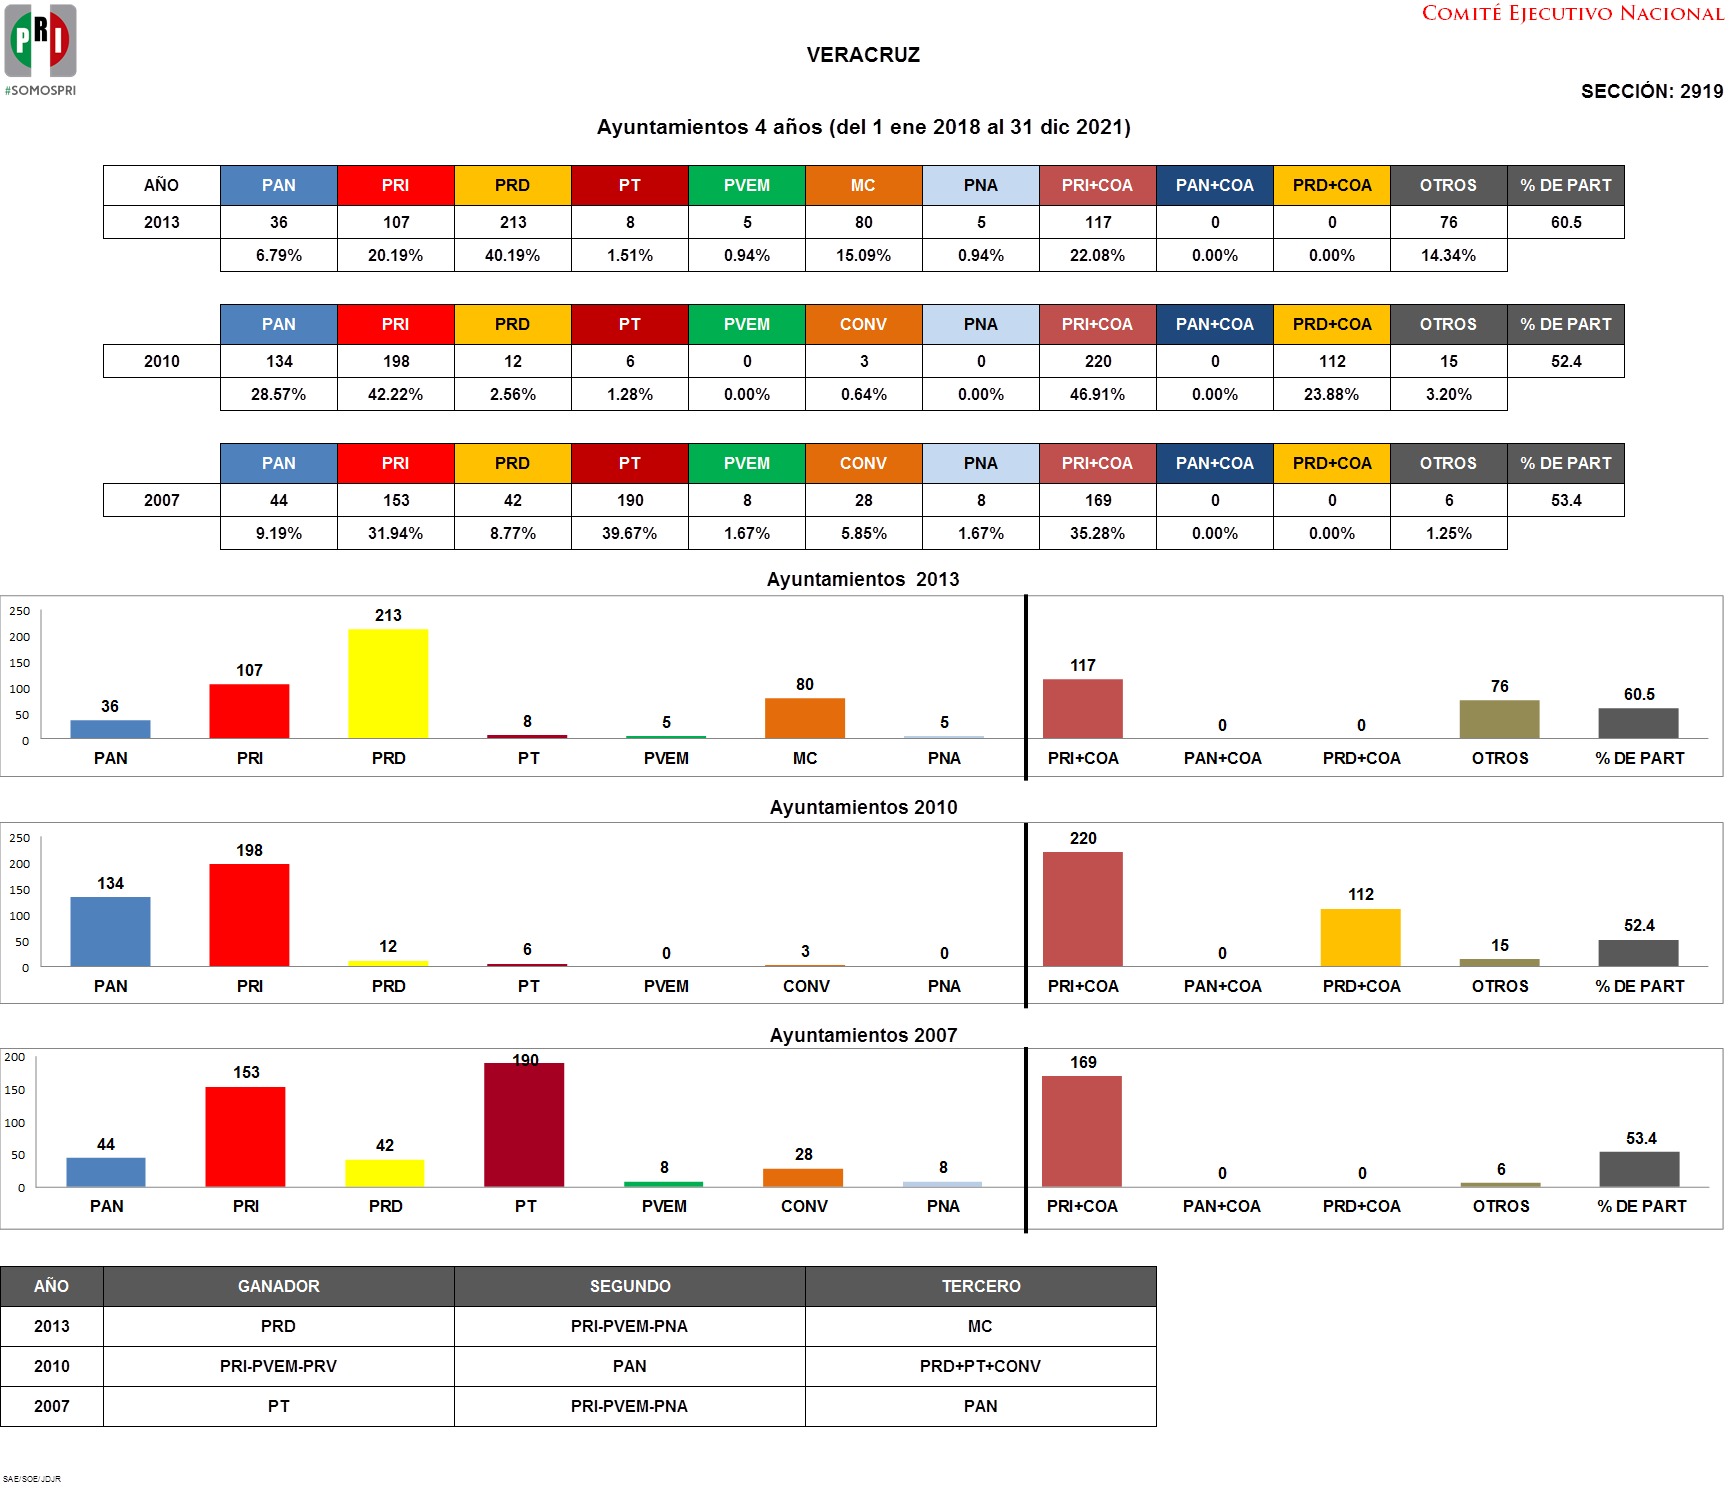 PRI
#SOMOSPRI
COMITÉ EJECUTIVO NACIONAL
VERACRUZ
SECCIÓN: 2919
Ayuntamientos 4 años (del 1 ene 2018 al 31 dic 2021)
AÑO PAN PRI PRD PT PVEM MC PNA PRI+COA PAN+COA PRD+COA OTROS % DE PART
2013 36 107 213 8 5 80 5 117 0 0 76 60.5
6.79% 20.19% 40.19% 1.51% 0.94% 15.09% 0.94% 22.08% 0.00% 0.00% 14.34%
PAN PRI PRD PT PVEM CONV PNA PRI+COA PAN+COA PRD+COA OTROS % DE PART
2010 134 198 12 6 0 3 0 220 0 112 15 52.4
28.57% 42.22% 2.56% 1.28% 0.00% 0.64% 0.00% 46.91% 0.00% 23.88% 3.20%
PAN PRI PRD PT PVEM CONV PNA PRI+COA PAN+COA PRD+COA OTROS % DE PART
2007 44 153 42 190 8 28 8 169 0 0 6 53.4
9.19% 31.94% 8.77% 39.67% 1.67% 5.85% 1.67% 35.28% 0.00% 0.00% 1.25%
Ayuntamientos 2013
250
200
150
100
50
0
36 107 213 8 5 80 5 117 0 0 76 60.5
PAN PRI PRD PT PVEM MC PNA PRI+COA PAN+COA PRD+COA OTROS % DE PART
Ayuntamientos 2010
250
200
150
100
50
0
134 198 12 6 0 3 0 220 0 112 15 52.4
PAN PRI PRD PT PVEM CONV PNA PRI+COA PAN+COA PRD+COA OTROS % DE PART
Ayuntamientos 2007
200
150
100
50
0
44 153 42 190 8 28 8 169 0 0 6 53.4
PAN PRI PRD PT PVEM CONV PNA PRI+COA PAN+COA PRD+COA OTROS % DE PART
AÑO GANADOR SEGUNDO TERCERO
2013 PRD PRI-PVEM-PNA MC
2010 PRI-PVEM-PRV PAN PRD+PT+CONV
2007 PT PRI-PVEM-PNA PAN
SAE/SOE/JDJR